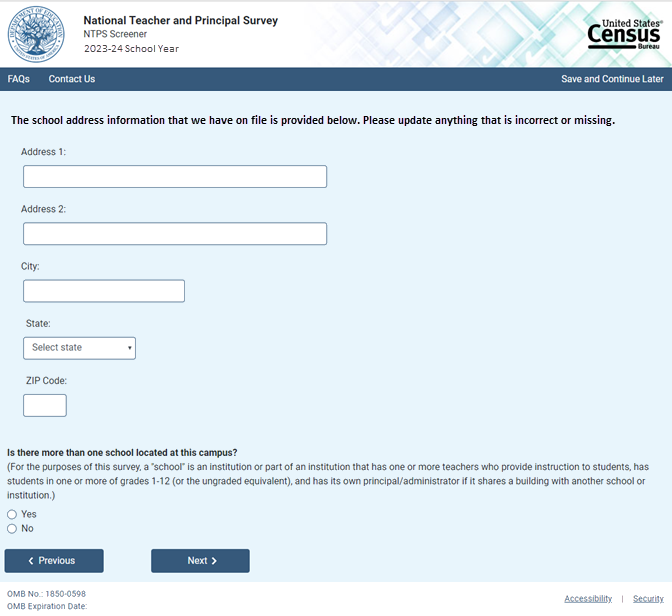 National Teacher and Principal Survey
NTPS Screener
2023-24 School Year
United States®
Census
Bureau
FAQs Contact Us Save and Continue Later
The school address information that we have on file is provided below. Please update anything that is incorrect or missing.
Address 1:
Address 2:
City:
State:
Select state
ZIP Code:
Is there more than one school located at this campus?
(For the purposes of this survey, a "school" is an institution or part of an institution that has one or more teachers who provide instruction to students, has
students in one or more of grades 1-12 (or the ungraded equivalent), and has its own principal/administrator if it shares a building with another school or
institution.)
Yes
No
Previous Next
OMB No.: 1850-0598
OMB Expiration Date:
Accessibility | Security